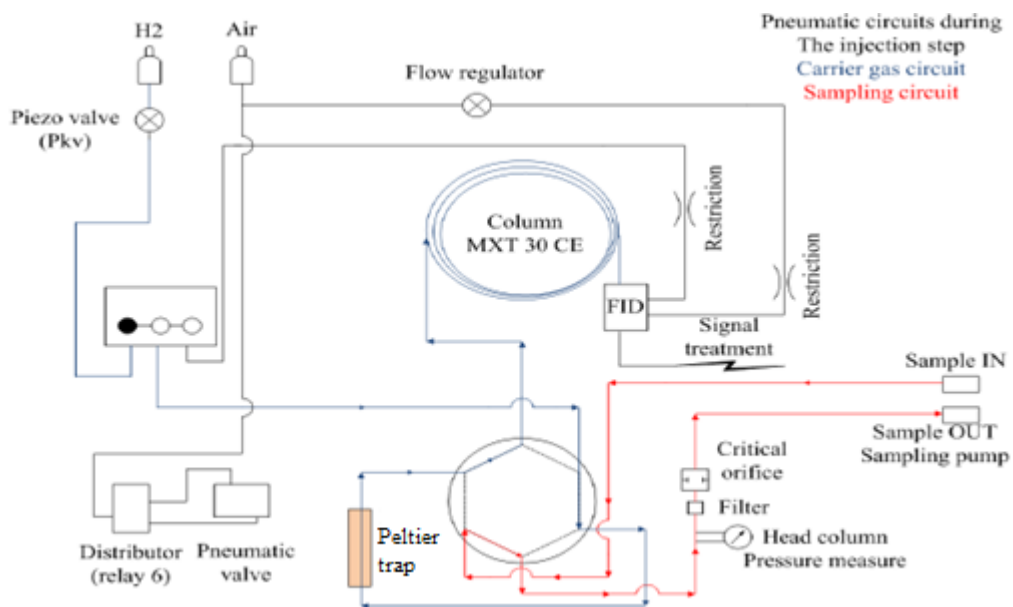 H2
Air
Pneumatic circuits during
The injection step
Carrier gas circuit
Sampling circuit
Flow regulator
Piezo valve
(Pkv)
Column
MXT 30 CE
Restriction
Restriction
FID
Signal
treatment
Sample IN
Sample OUT
Sampling pump
Critical
orifice
Filter
Head column
Pressure measure
Peltier
trap
Distributor
(relay 6)
Pneumatic
valve